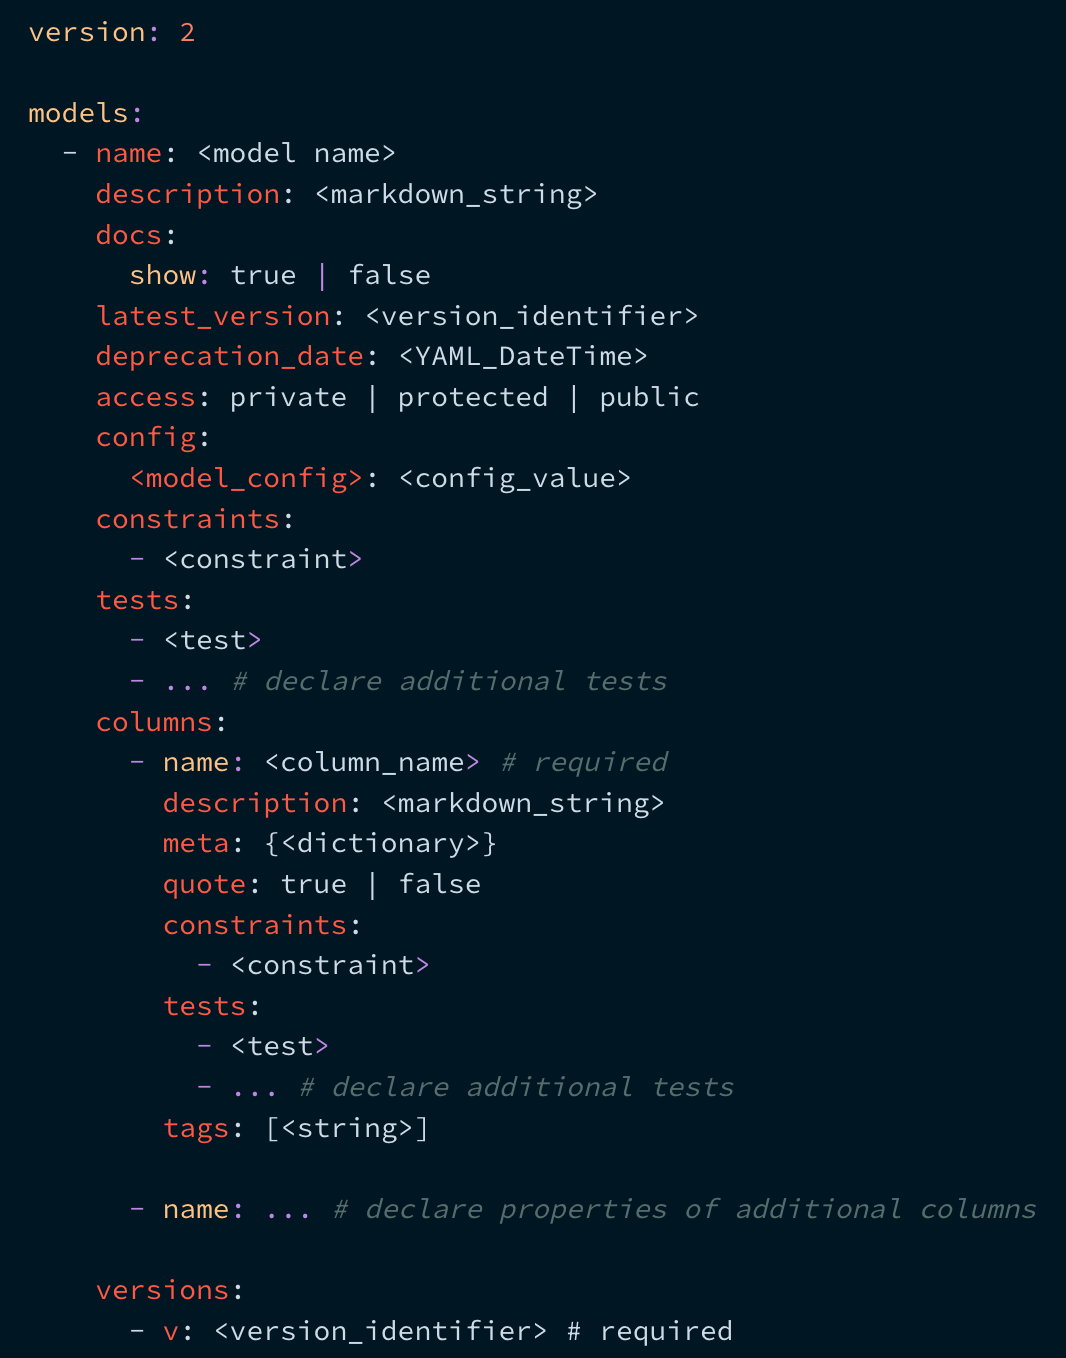 version: 2

models:
  - name: <model name>
    description: <markdown_string>
    docs:
      show: true | false
    latest_version: <version_identifier>
    deprecation_date: <YAML_DateTime>
    access: private | protected | public
    config:
      <model_config>: <config_value>
    constraints:
      - <constraint>
    tests:
      - <test>
      - ... # declare additional tests
    columns:
      - name: <column_name> # required
        description: <markdown_string>
        meta: {<dictionary>}
        quote: true | false
        constraints:
          - <constraint>
        tests:
          - <test>
          - ... # declare additional tests
        tags: [<string>]

      - name: ... # declare properties of additional columns

    versions:
      - v: <version_identifier> # required